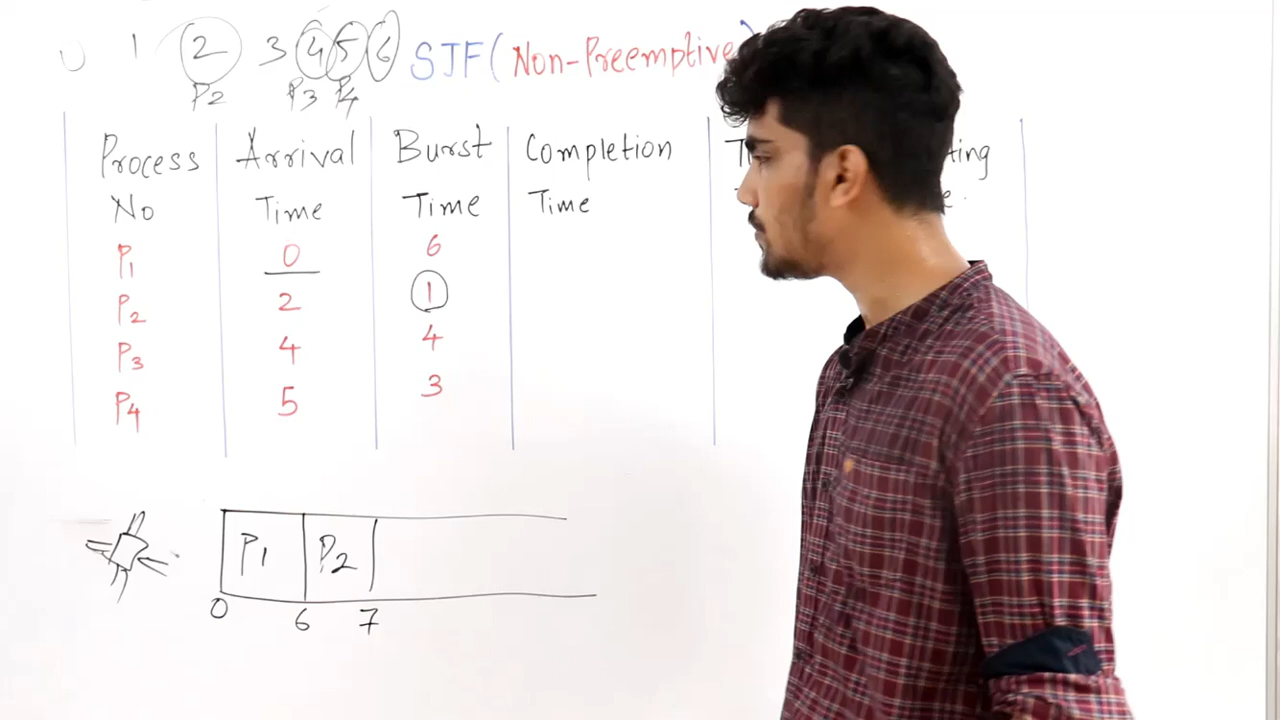 0 1 2 3 4 5 6 SJF( Non-Preemptive)
P2 P3 P4
Process Arrival Burst Completion
No Time Time Time
P1 0 6
P2 2 1
P3 4 4
P4 5 3
P1 P2
0 6 7